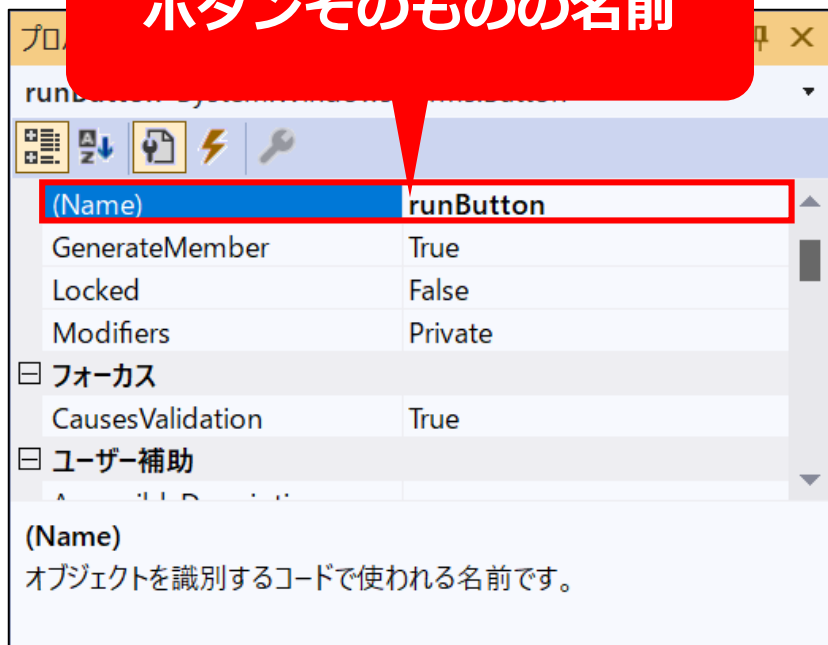 ボタンそのものの名前
(Name) runButton
GenerateMember True
Locked False
Modifiers Private
フォーカス
CausesValidation True
ユーザー補助
(Name)
オブジェクトを識別するコードで使われる名前です。